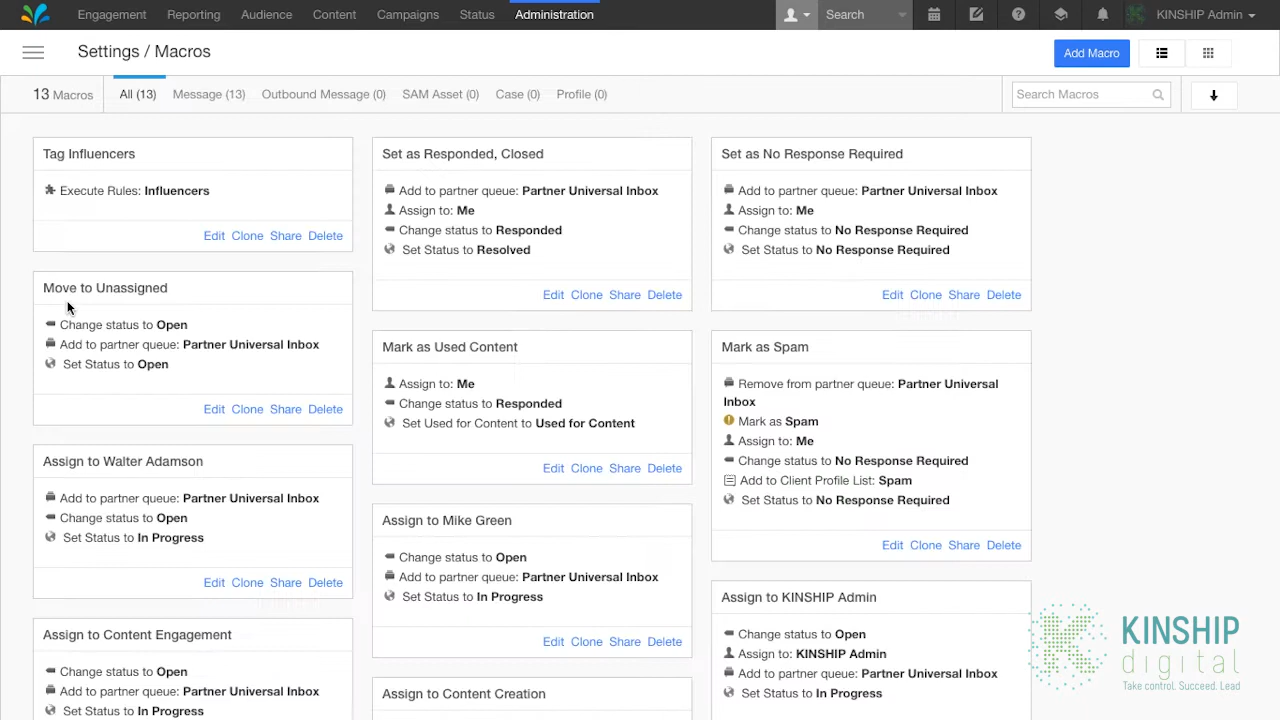 Engagement Reporting Audience Content Campaigns Status Administration Search KINSHIP Admin
Settings / Macros
Add Macro
13 Macros All (13) Message (13) Outbound Message (0) SAM Asset (0) Case (0) Profile (0) Search Macros
Tag Influencers
Execute Rules: Influencers
Edit Clone Share Delete
Move to Unassigned
Change status to Open
Add to partner queue: Partner Universal Inbox
Set Status to Open
Edit Clone Share Delete
Assign to Walter Adamson
Add to partner queue: Partner Universal Inbox
Change status to Open
Set Status to In Progress
Edit Clone Share Delete
Assign to Content Engagement
Change status to Open
Add to partner queue: Partner Universal Inbox
Set Status to In Progress
Set as Responded, Closed
Add to partner queue: Partner Universal Inbox
Assign to: Me
Change status to Responded
Set Status to Resolved
Edit Clone Share Delete
Mark as Used Content
Assign to: Me
Change status to Responded
Set Used for Content to Used for Content
Edit Clone Share Delete
Assign to Mike Green
Change status to Open
Add to partner queue: Partner Universal Inbox
Set Status to In Progress
Edit Clone Share Delete
Assign to Content Creation
Set as No Response Required
Add to partner queue: Partner Universal Inbox
Assign to: Me
Change status to No Response Required
Set Status to No Response Required
Edit Clone Share Delete
Mark as Spam
Remove from partner queue: Partner Universal
Inbox
Mark as Spam
Assign to: Me
Change status to No Response Required
Add to Client Profile List: Spam
Set Status to No Response Required
Edit Clone Share Delete
Assign to KINSHIP Admin
Change status to Open
Assign to: KINSHIP Admin
Add to partner queue: Partner Universal Inbox
Set Status to In Progress
KINSHIP
digital
Take control. Succeed. Lead